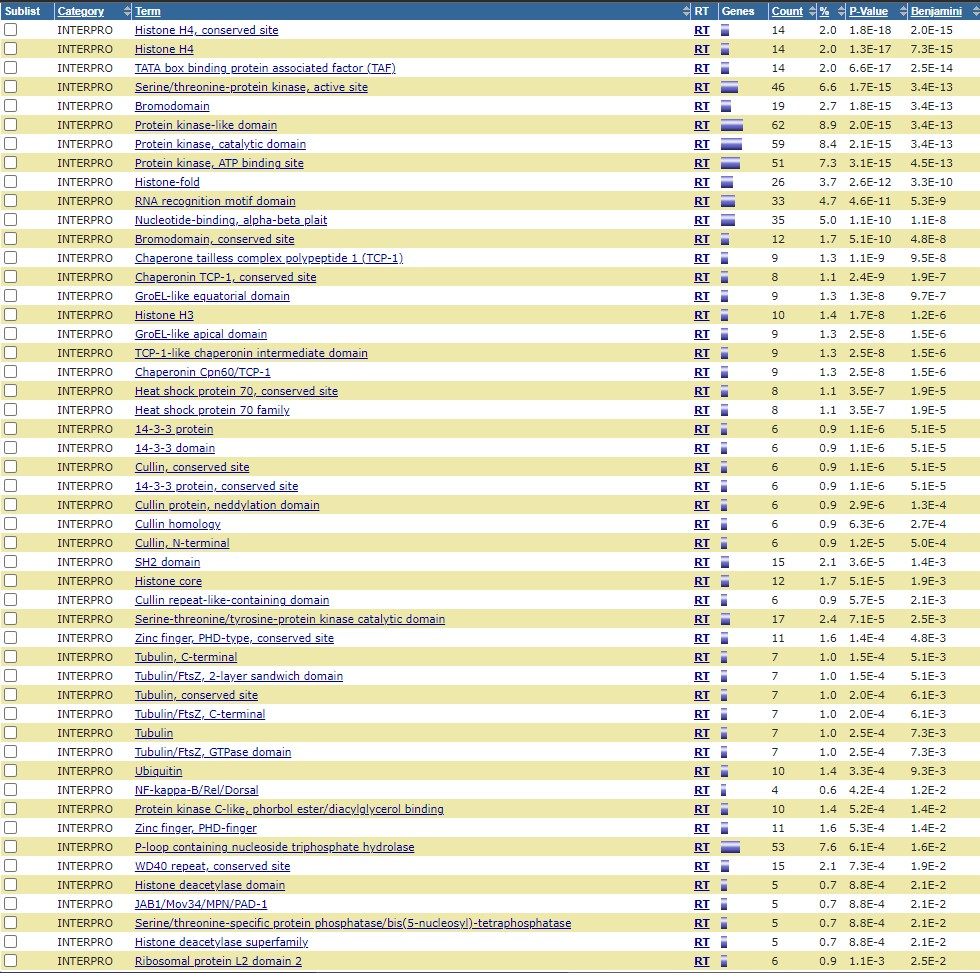 Sublist Category Term RT Genes Count % P-Value Benjamini
INTERPRO Histone H4, conserved site RT 14 2.0 1.8E-18 2.0E-15
INTERPRO Histone H4 RT 14 2.0 1.3E-17 7.3E-15
INTERPRO TATA box binding protein associated factor (TAF) RT 14 2.0 6.6E-17 2.5E-14
INTERPRO Serine/threonine-protein kinase, active site RT 46 6.6 1.7E-15 3.4E-13
INTERPRO Bromodomain RT 19 2.7 1.8E-15 3.4E-13
INTERPRO Protein kinase-like domain RT 62 8.9 2.0E-15 3.4E-13
INTERPRO Protein kinase, catalytic domain RT 59 8.4 2.1E-15 3.4E-13
INTERPRO Protein kinase, ATP binding site RT 51 7.3 3.1E-15 4.5E-13
INTERPRO Histone-fold RT 26 3.7 2.6E-12 3.3E-10
INTERPRO RNA recognition motif domain RT 33 4.7 4.6E-11 5.3E-9
INTERPRO Nucleotide-binding, alpha-beta plait RT 35 5.0 1.1E-10 1.1E-8
INTERPRO Bromodomain, conserved site RT 12 1.7 5.1E-10 4.8E-8
INTERPRO Chaperone tailless complex polypeptide 1 (TCP-1) RT 9 1.3 1.1E-9 9.5E-8
INTERPRO Chaperonin TCP-1, conserved site RT 8 1.1 2.4E-9 1.9E-7
INTERPRO GroEL-like equatorial domain RT 9 1.3 1.3E-8 9.7E-7
INTERPRO Histone H3 RT 10 1.4 1.7E-8 1.2E-6
INTERPRO GroEL-like apical domain RT 9 1.3 2.5E-8 1.5E-6
INTERPRO TCP-1-like chaperonin intermediate domain RT 9 1.3 2.5E-8 1.5E-6
INTERPRO Chaperonin Cpn60/TCP-1 RT 9 1.3 2.5E-8 1.5E-6
INTERPRO Heat shock protein 70, conserved site RT 8 1.1 3.5E-7 1.9E-5
INTERPRO Heat shock protein 70 family RT 8 1.1 3.5E-7 1.9E-5
INTERPRO 14-3-3 protein RT 6 0.9 1.1E-6 5.1E-5
INTERPRO 14-3-3 domain RT 6 0.9 1.1E-6 5.1E-5
INTERPRO Cullin, conserved site RT 6 0.9 1.1E-6 5.1E-5
INTERPRO 14-3-3 protein, conserved site RT 6 0.9 1.1E-6 5.1E-5
INTERPRO Cullin protein, neddylation domain RT 6 0.9 2.9E-6 1.3E-4
INTERPRO Cullin homology RT 6 0.9 6.3E-6 2.7E-4
INTERPRO Cullin, N-terminal RT 6 0.9 1.2E-5 5.0E-4
INTERPRO SH2 domain RT 15 2.1 3.6E-5 1.4E-3
INTERPRO Histone core RT 12 1.7 5.1E-5 1.9E-3
INTERPRO Cullin repeat-like-containing domain RT 6 0.9 5.7E-5 2.1E-3
INTERPRO Serine-threonine/tyrosine-protein kinase catalytic domain RT 17 2.4 7.1E-5 2.5E-3
INTERPRO Zinc finger, PHD-type, conserved site RT 11 1.6 1.4E-4 4.8E-3
INTERPRO Tubulin, C-terminal RT 7 1.0 1.5E-4 5.1E-3
INTERPRO Tubulin/FtsZ, 2-layer sandwich domain RT 7 1.0 1.5E-4 5.1E-3
INTERPRO Tubulin, conserved site RT 7 1.0 2.0E-4 6.1E-3
INTERPRO Tubulin/FtsZ, C-terminal RT 7 1.0 2.0E-4 6.1E-3
INTERPRO Tubulin RT 7 1.0 2.5E-4 7.3E-3
INTERPRO Tubulin/FtsZ, GTPase domain RT 7 1.0 2.5E-4 7.3E-3
INTERPRO Ubiquitin RT 10 1.4 3.3E-4 9.3E-3
INTERPRO NF-kappa-B/Rel/Dorsal RT 4 0.6 4.2E-4 1.2E-2
INTERPRO Protein kinase C-like, phorbol ester/diacylglycerol binding RT 10 1.4 5.2E-4 1.4E-2
INTERPRO Zinc finger, PHD-finger RT 11 1.6 5.3E-4 1.4E-2
INTERPRO P-loop containing nucleoside triphosphate hydrolase RT 53 7.6 6.1E-4 1.6E-2
INTERPRO WD40 repeat, conserved site RT 15 2.1 7.3E-4 1.9E-2
INTERPRO Histone deacetylase domain RT 5 0.7 8.8E-4 2.1E-2
INTERPRO JAB1/Mov34/MPN/PAD-1 RT 5 0.7 8.8E-4 2.1E-2
INTERPRO Serine/threonine-specific protein phosphatase/bis(5-nucleosyl)-tetraphosphatase RT 5 0.7 8.8E-4 2.1E-2
INTERPRO Histone deacetylase superfamily RT 5 0.7 8.8E-4 2.1E-2
INTERPRO Ribosomal protein L2 domain 2 RT 6 0.9 1.1E-3 2.5E-2